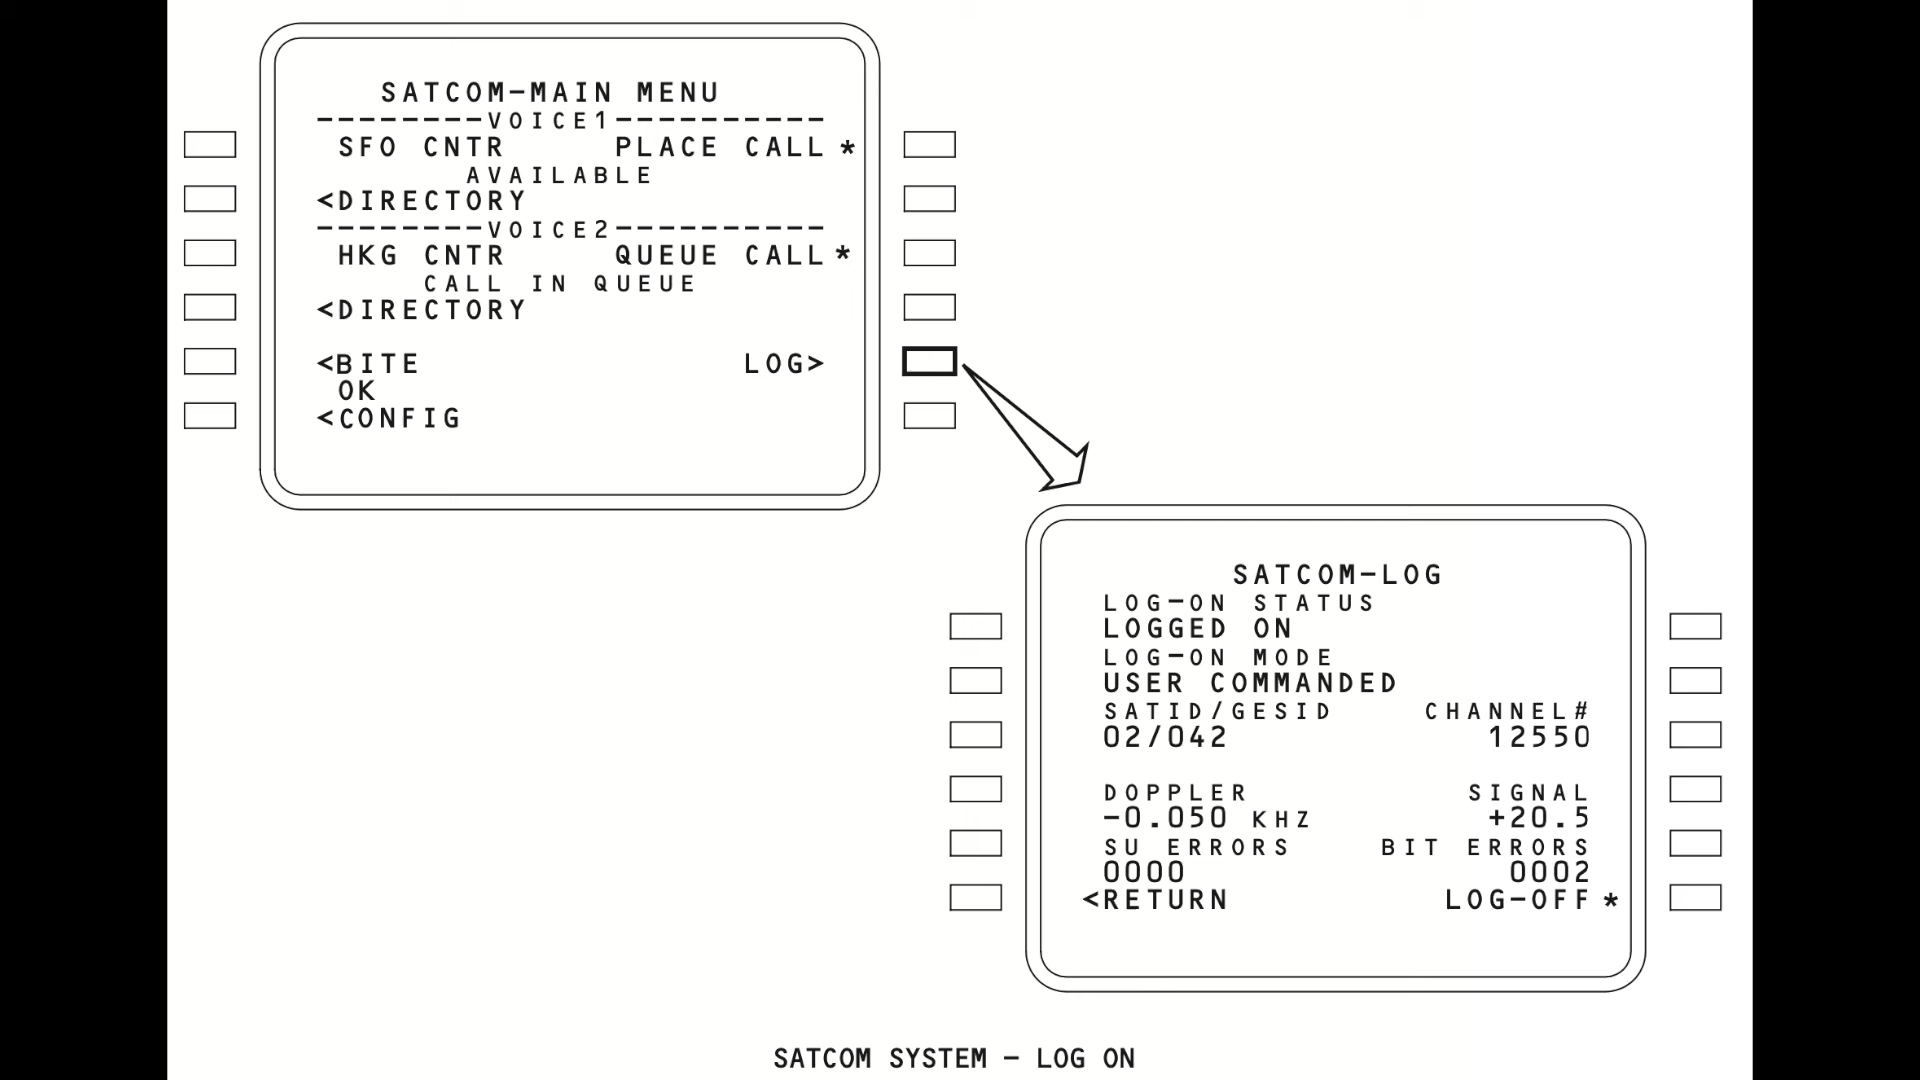 SATCOM-MAIN MENU
--------VOICE1----------
SFO CNTR PLACE CALL *
AVAILABLE
<DIRECTORY
--------VOICE2----------
HKG CNTR QUEUE CALL *
CALL IN QUEUE
<DIRECTORY
<BITE LOG>
OK
<CONFIG
SATCOM-LOG
LOG-ON STATUS
LOGGED ON
LOG-ON MODE
USER COMMANDED
SATID/GESID CHANNEL#
02/042 12550
DOPPLER SIGNAL
-0.050 KHZ +20.5
SU ERRORS BIT ERRORS
0000 0002
<RETURN LOG-OFF *
SATCOM SYSTEM - LOG ON